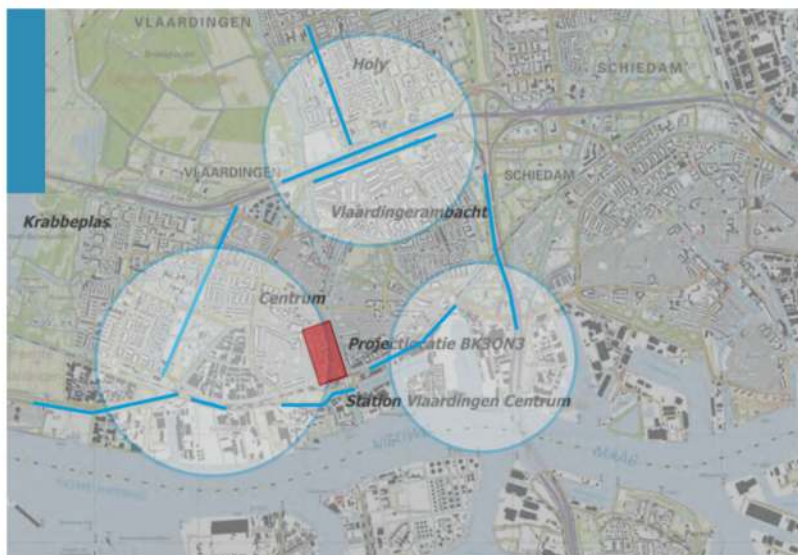 VLAARDINGEN
Holy
SCHIEDAM
VLAARDINGEN
SCHIEDAM
Krabbeplas
Vlaardingerambacht
Centrum
Projectlocatie BK3ON3
Station Vlaardingen Centrum
MAAS